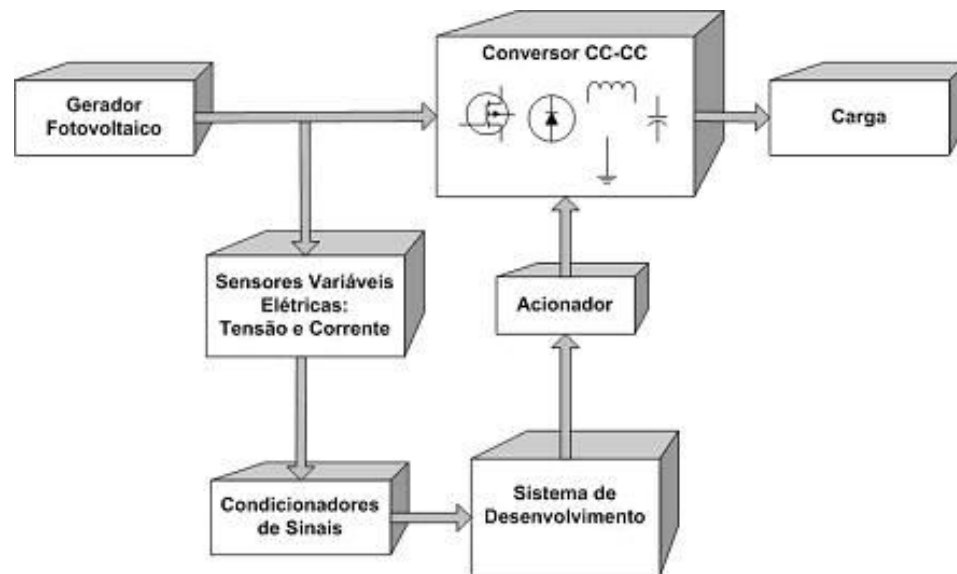 Conversor CC-CC
Gerador
Fotovoltaico
Carga
Sensores Variáveis
Elétricas:
Tensão e Corrente
Acionador
Condicionadores
de Sinais
Sistema de
Desenvolvimento